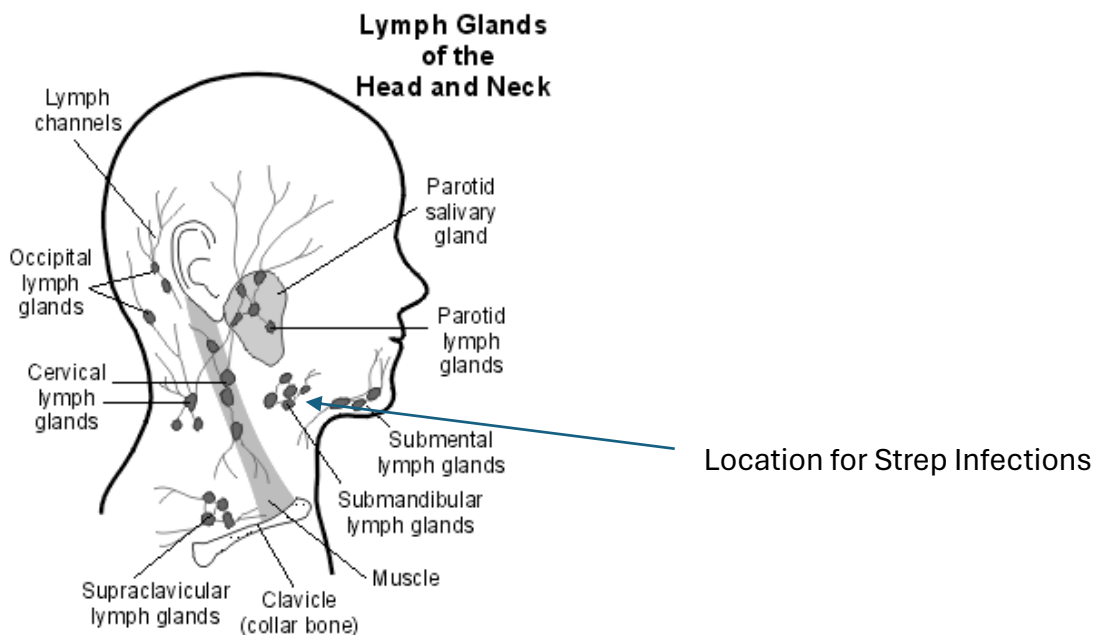 Lymph Glands
of the
Head and Neck
Lymph
channels
Parotid
salivary
gland
Occipital
lymph
glands
Parotid
lymph
glands
Cervical
lymph
glands
Submental
lymph glands
Location for Strep Infections
Submandibular
lymph glands
Muscle
Supraclavicular
lymph glands
Clavicle
(collar bone)